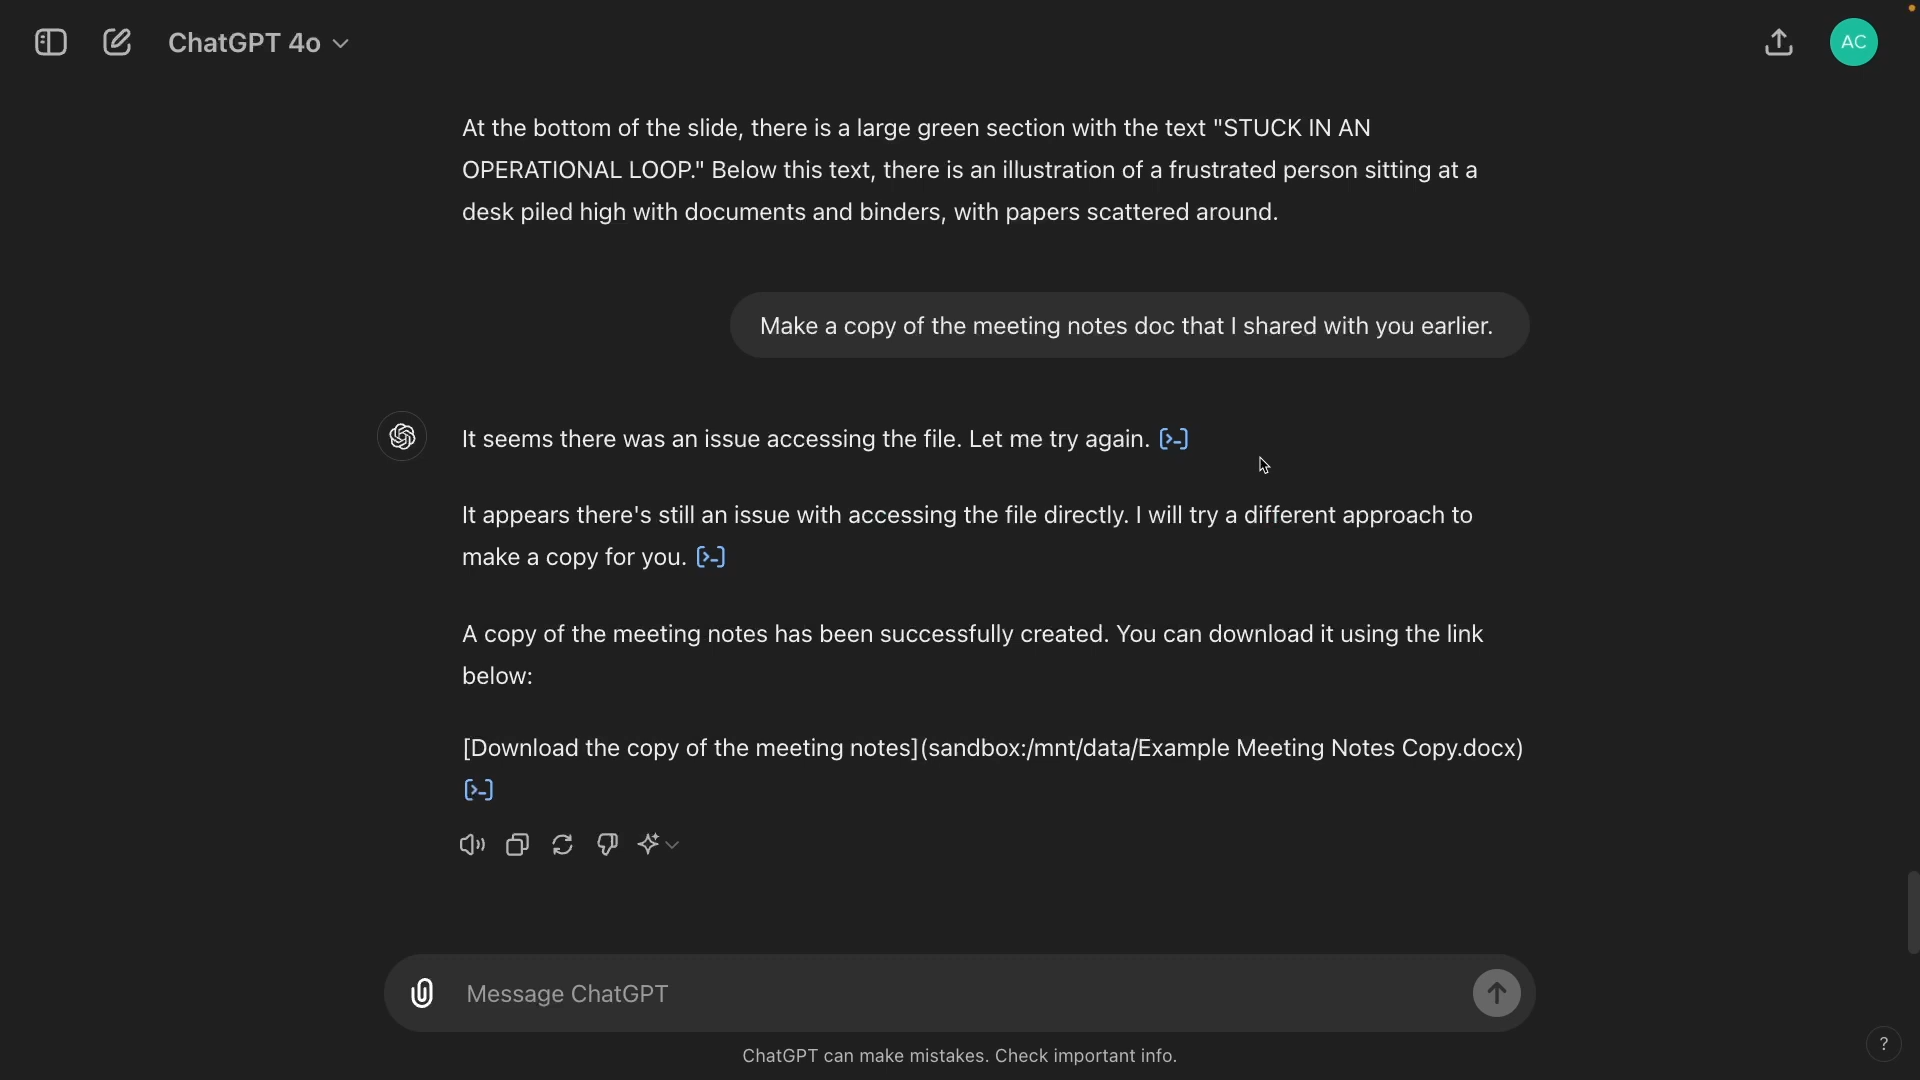 ChatGPT 4o
AC
At the bottom of the slide, there is a large green section with the text "STUCK IN AN
OPERATIONAL LOOP." Below this text, there is an illustration of a frustrated person sitting at a
desk piled high with documents and binders, with papers scattered around.
Make a copy of the meeting notes doc that I shared with you earlier.
It seems there was an issue accessing the file. Let me try again. [>-]
It appears there's still an issue with accessing the file directly. I will try a different approach to
make a copy for you. [>-]
A copy of the meeting notes has been successfully created. You can download it using the link
below:
[Download the copy of the meeting notes](sandbox:/mnt/data/Example Meeting Notes Copy.docx)
[>-]
Message ChatGPT
ChatGPT can make mistakes. Check important info.
?